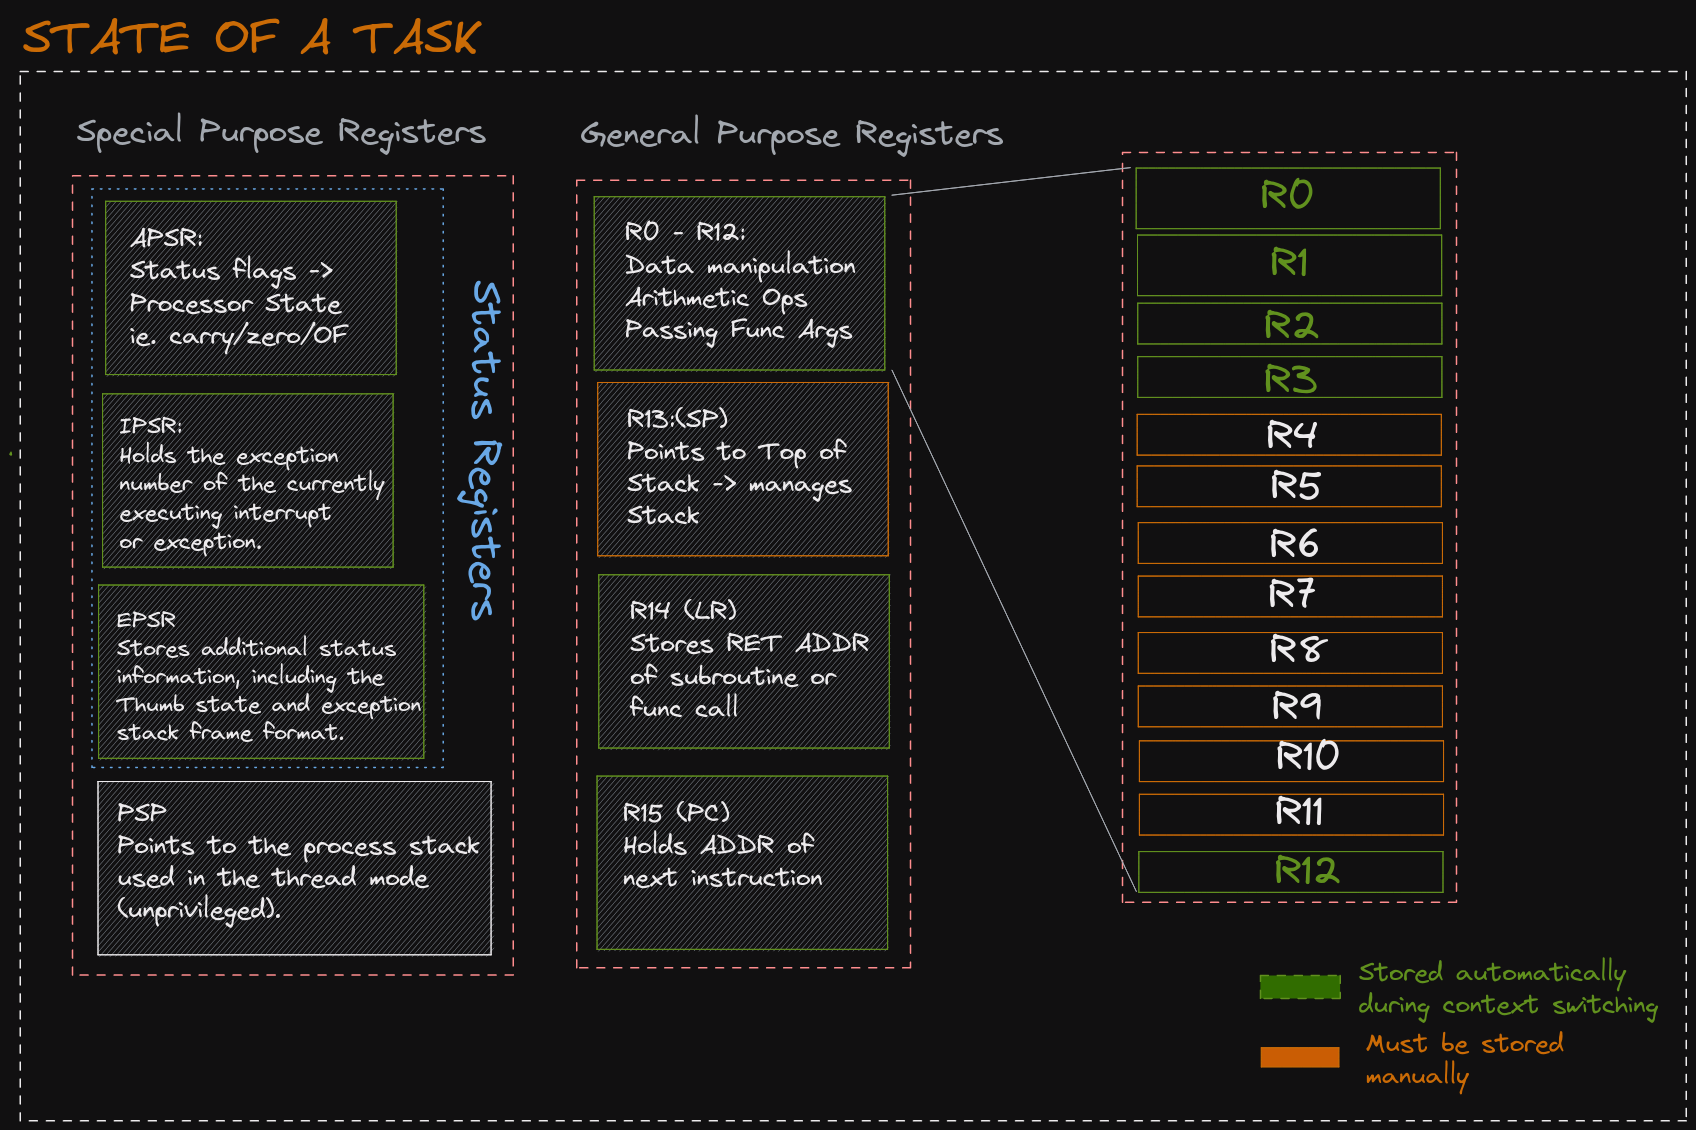 STATE OF A TASK
Special Purpose Registers
APSR:
Status flags ->
Processor State
ie. carry/zero/OF
IPSR:
Holds the exception
number of the currently
executing interrupt
or exception.
EPSR
Stores additional status
information, including the
Thumb state and exception
stack frame format.
Status Registers
PSP
Points to the process stack
used in the thread mode
(unprivileged).
General Purpose Registers
R0 - R12:
Data manipulation
Arithmetic Ops
Passing Func Args
R13:(SP)
Points to Top of
Stack -> manages
Stack
R14 (LR)
Stores RET ADDR
of subroutine or
func call
R15 (PC)
Holds ADDR of
next instruction
R0
R1
R2
R3
R4
R5
R6
R7
R8
R9
R10
R11
R12
Stored automatically
during context switching
Must be stored
manually